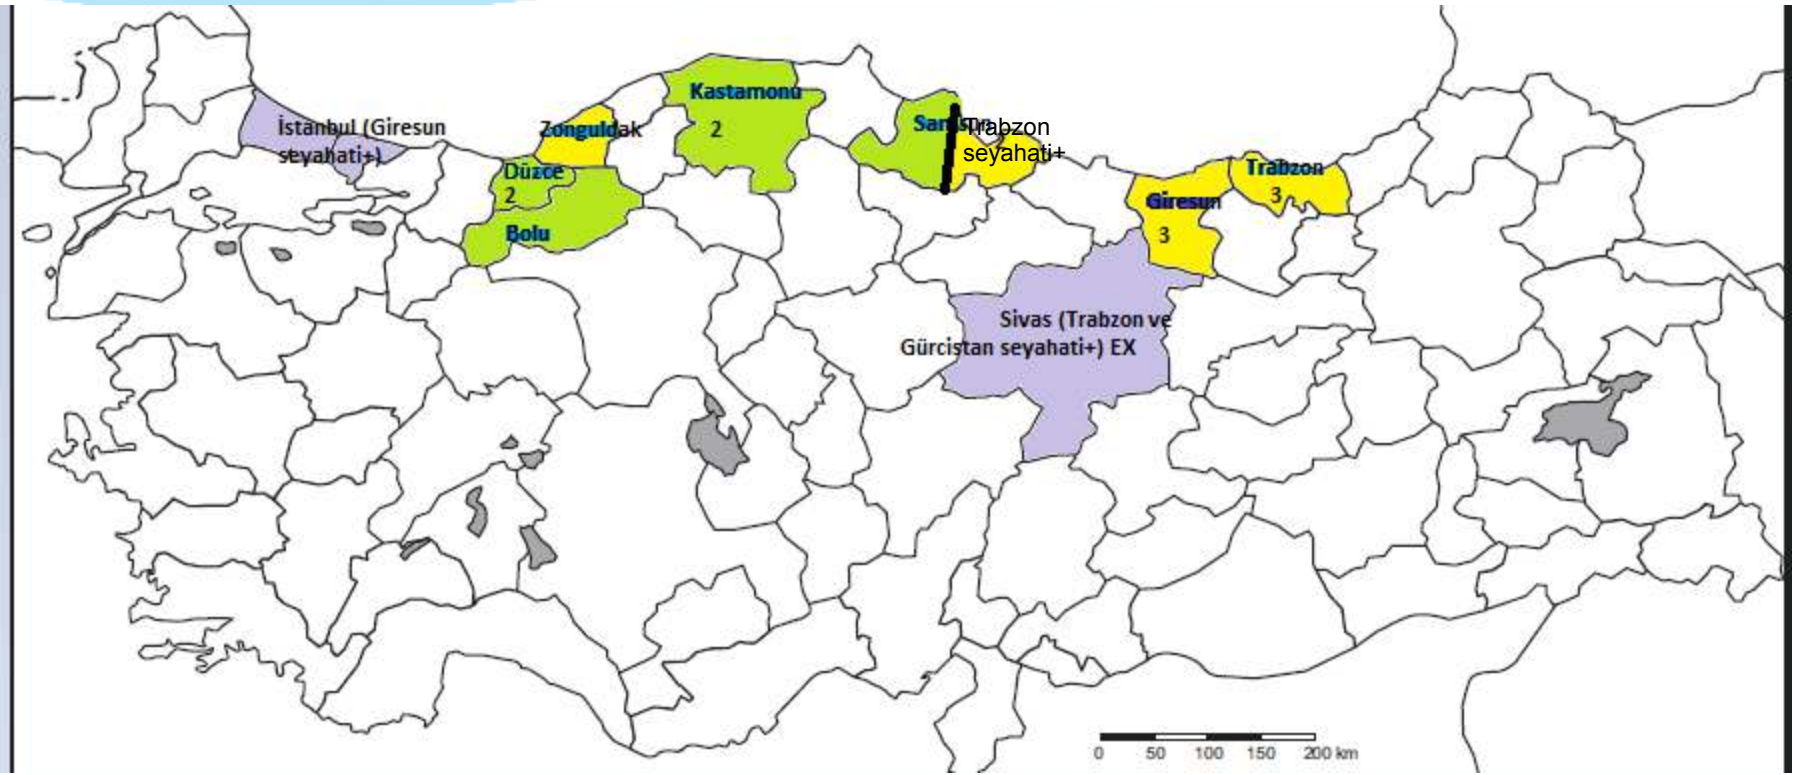 Kastamonu
2
İstanbul (Giresun
seyahati+)
Zonguldak
Samsun
Trabzon
seyahati+
Düzce
2
Bolu
Trabzon
3
Giresun
3
Sivas (Trabzon ve
Gürcistan seyahati+) EX
0 50 100 150 200 km